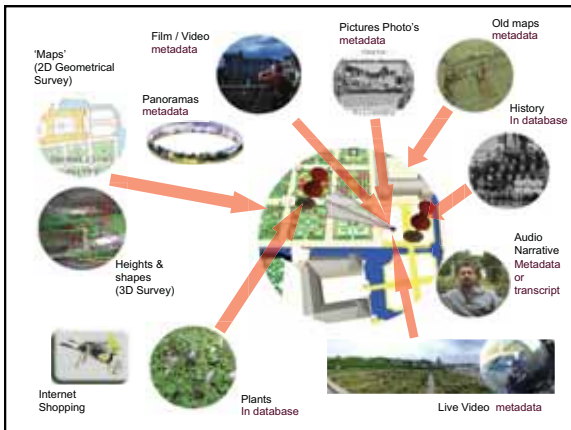 'Maps'
(2D Geometrical
Survey)
Film / Video
metadata
Pictures Photo's
metadata
Old maps
metadata
Panoramas
metadata
History
In database
Heights &
shapes
(3D Survey)
Audio
Narrative
Metadata
or
transcript
Internet
Shopping
Plants
In database
Live Video metadata